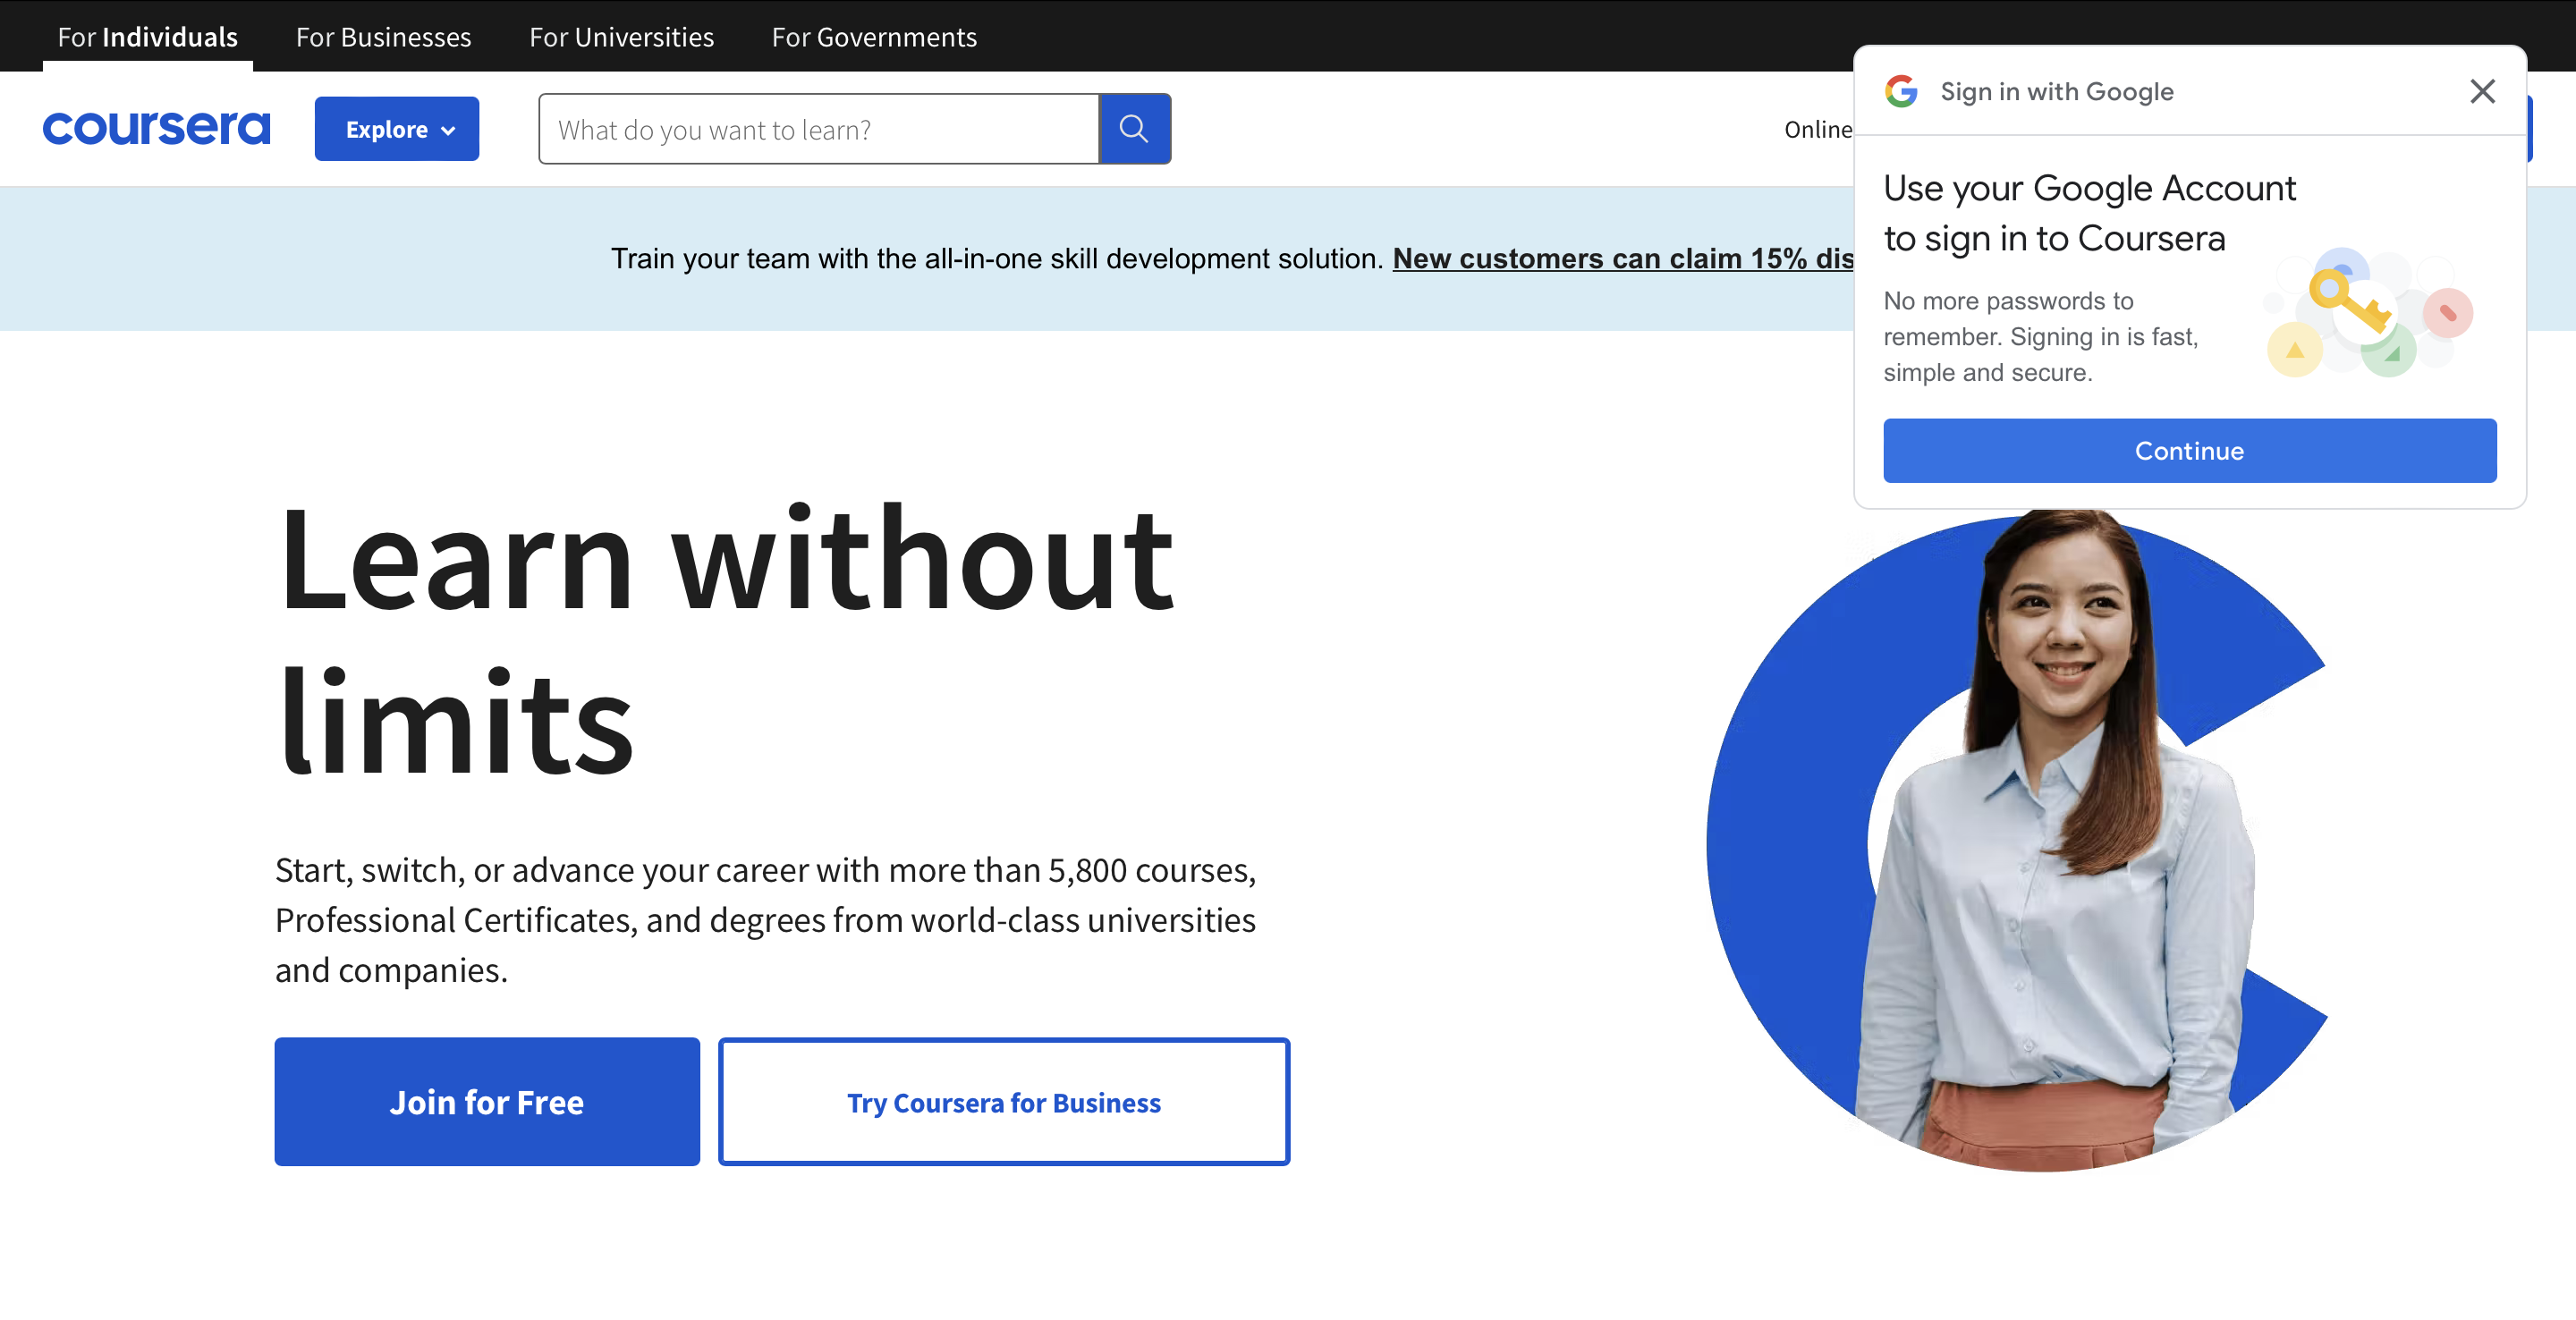 For Individuals
For Businesses
For Universities
For Governments
coursera
Explore
What do you want to learn?
Online
Train your team with the all-in-one skill development solution. New customers can claim 15%
Sign in with Google
Use your Google Account
to sign in to Coursera
No more passwords to
remember. Signing in is fast,
simple and secure.
Continue
Learn without
limits
Start, switch, or advance your career with more than 5,800 courses,
Professional Certificates, and degrees from world-class universities
and companies.
Join for Free
Try Coursera for Business